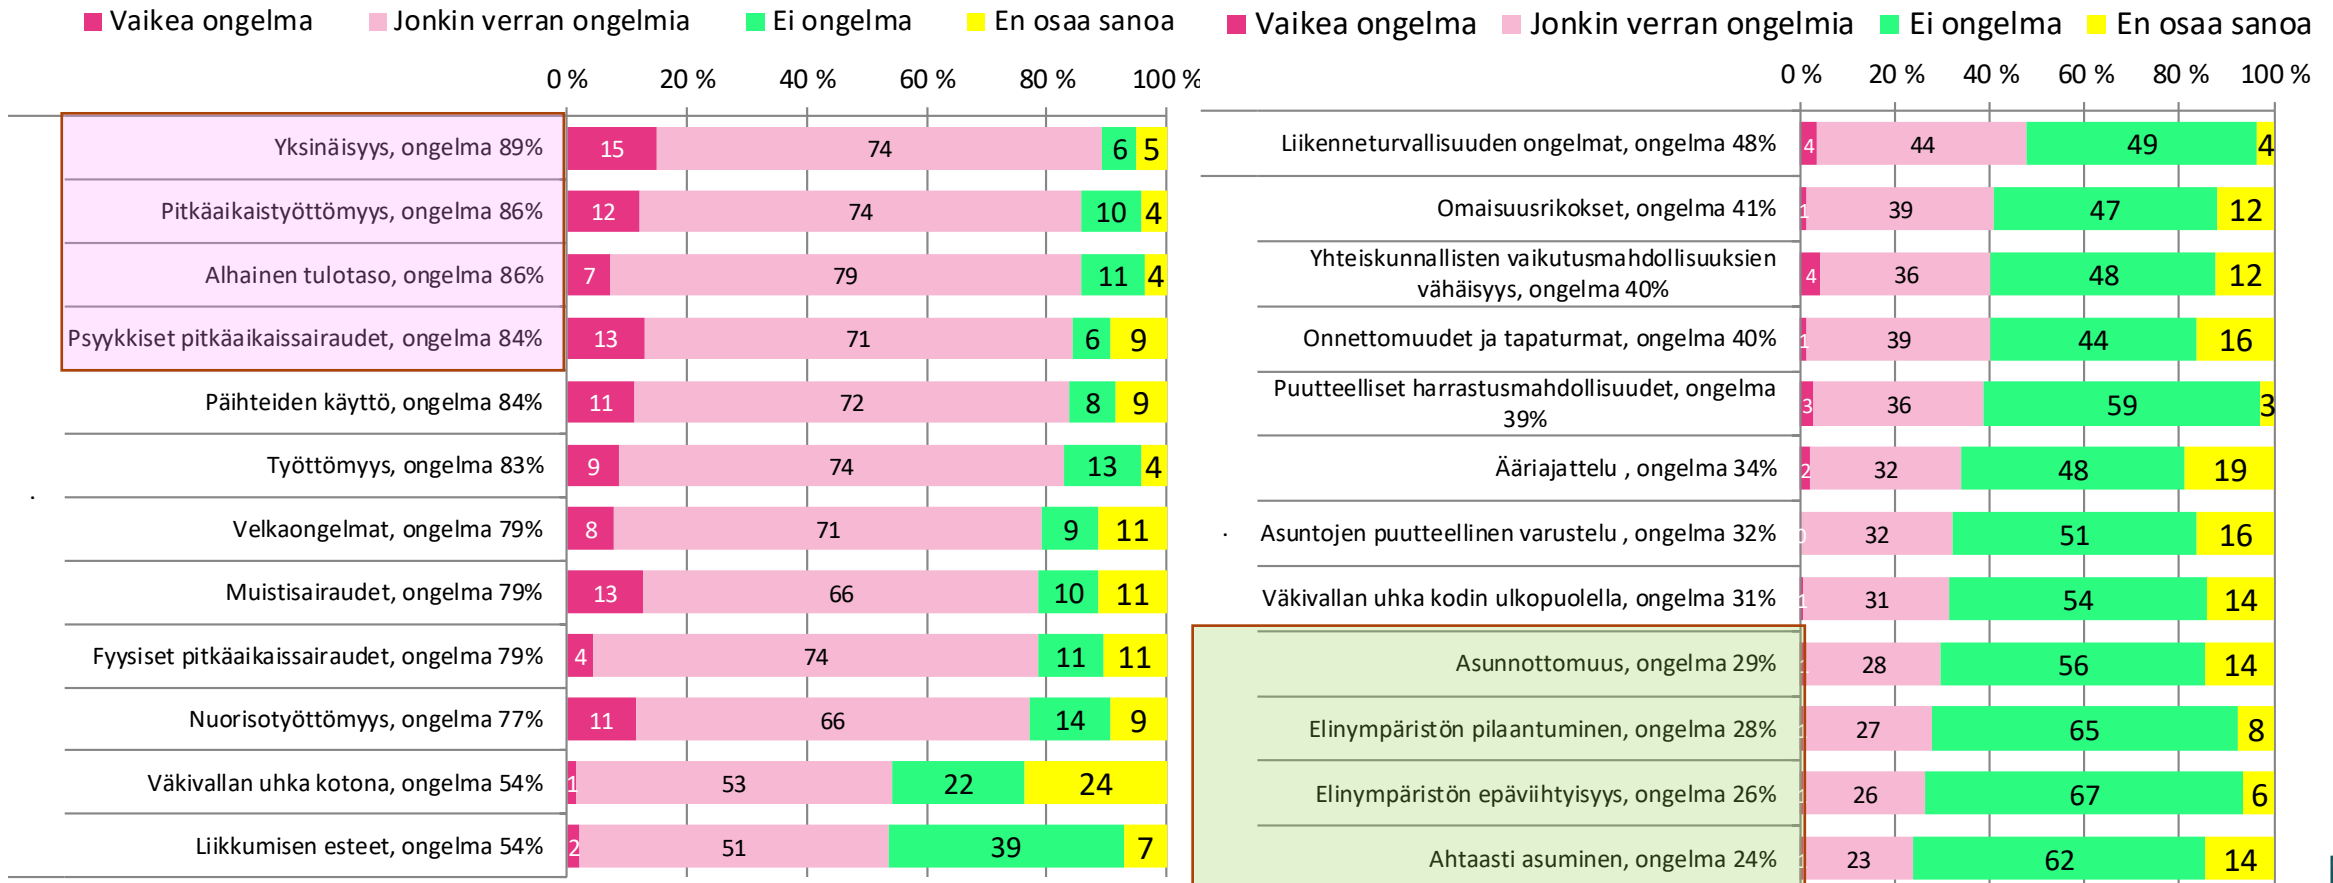 Vaikea ongelma Jonkin verran ongelmia Ei ongelma En osaa sanoa
0 % 20 % 40 % 60 % 80 % 100 %
Yksinäisyys, ongelma 89% 15 74 6 5
Pitkäaikaistyöttömyys, ongelma 86% 12 74 10 4
Alhainen tulotaso, ongelma 86% 7 79 11 4
Psyykkiset pitkäaikaissairaudet, ongelma 84% 13 71 6 9
Päihteiden käyttö, ongelma 84% 11 72 8 9
Työttömyys, ongelma 83% 9 74 13 4
Velkaongelmat, ongelma 79% 8 71 9 11
Muistisairaudet, ongelma 79% 13 66 10 11
Fyysiset pitkäaikaissairaudet, ongelma 79% 4 74 11 11
Nuorisotyöttömyys, ongelma 77% 11 66 14 9
Väkivallan uhka kotona, ongelma 54% 1 53 22 24
Liikkumisen esteet, ongelma 54% 2 51 39 7
Vaikea ongelma Jonkin verran ongelmia Ei ongelma En osaa sanoa
0 % 20 % 40 % 60 % 80 % 100 %
Liikenneturvallisuuden ongelmat, ongelma 48% 4 44 49 4
Omaisuusrikokset, ongelma 41% 1 39 47 12
Yhteiskunnallisten vaikutusmahdollisuuksien
vähäisyys, ongelma 40% 4 36 48 12
Onnettomuudet ja tapaturmat, ongelma 40% 1 39 44 16
Puutteelliset harrastusmahdollisuudet, ongelma
39% 3 36 59 3
Ääriajattelu , ongelma 34% 2 32 48 19
Asuntojen puutteellinen varustelu , ongelma 32% 0 32 51 16
Väkivallan uhka kodin ulkopuolella, ongelma 31% 1 31 54 14
Asunnottomuus, ongelma 29% 1 28 56 14
Elinympäristön pilaantuminen, ongelma 28% 1 27 65 8
Elinympäristön epäviihtyisyys, ongelma 26% 1 26 67 6
Ahtaasti asuminen, ongelma 24% 1 23 62 14